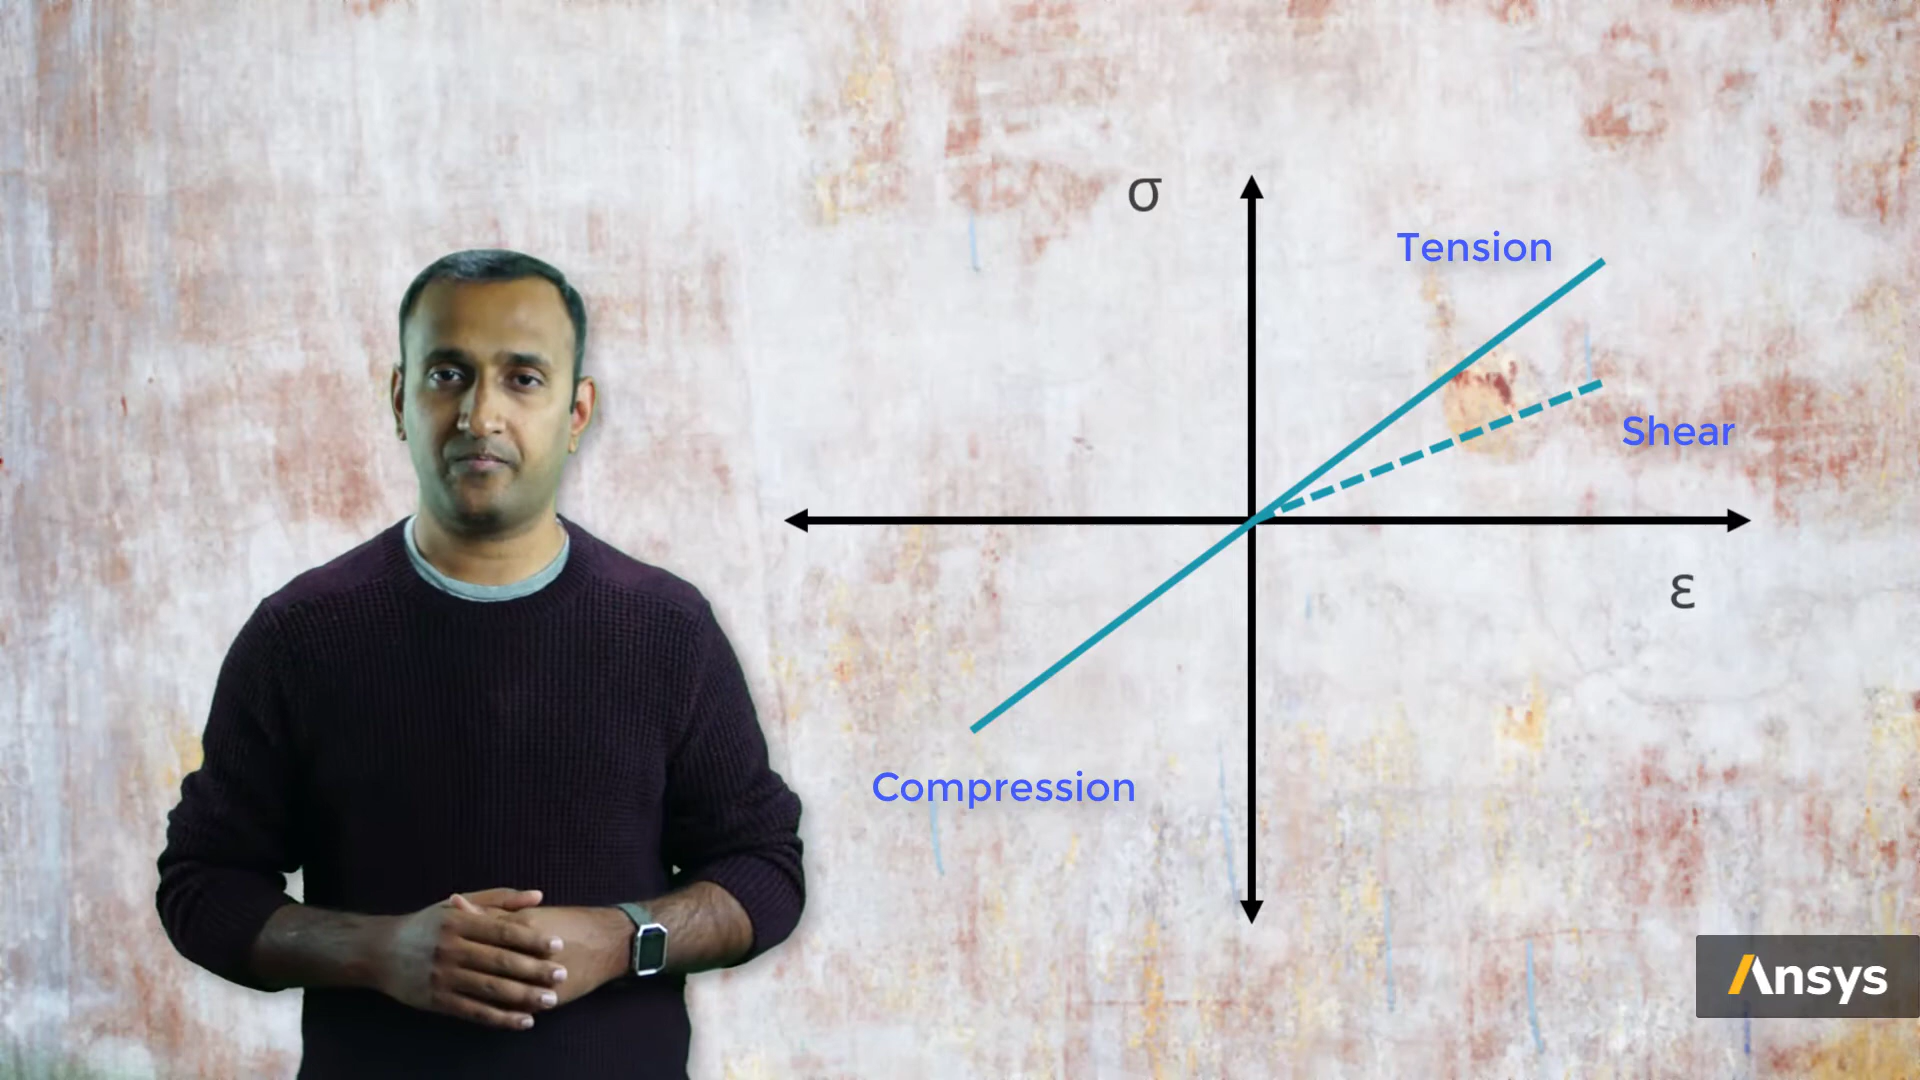 σ
Tension
Shear
ε
Compression
Ansys